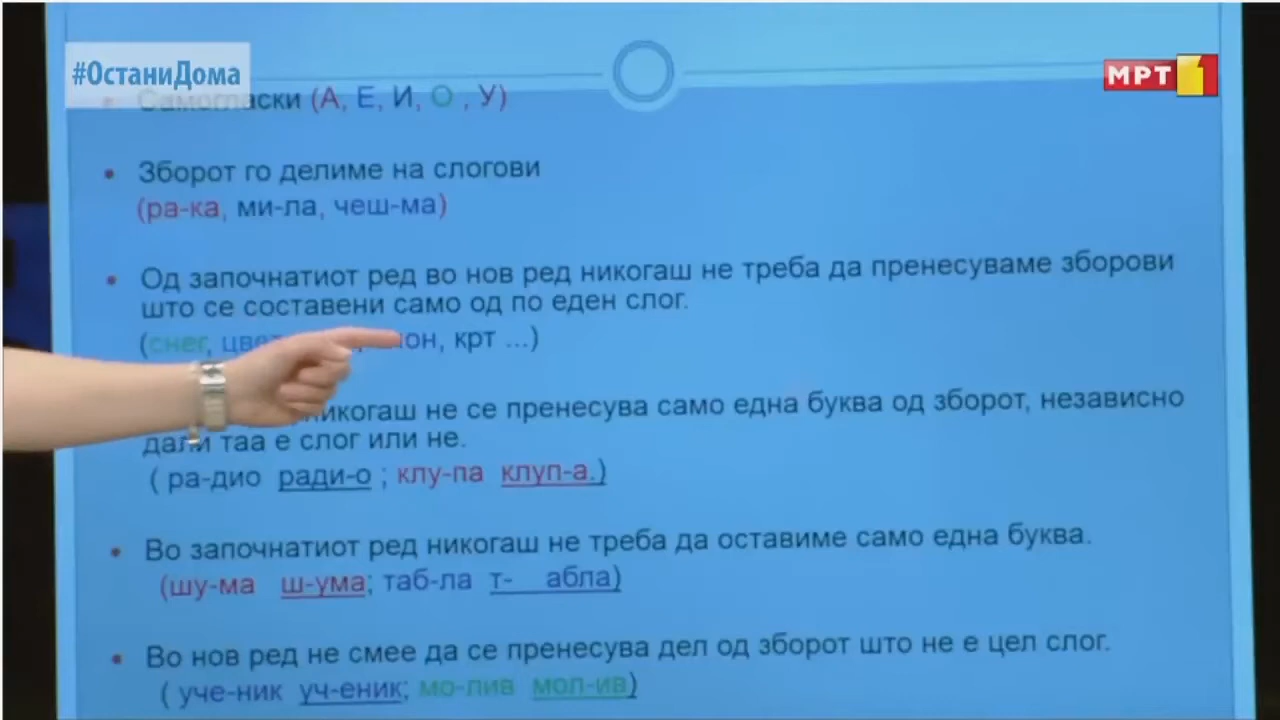 #ОстаниДома
МРТ 1
Самогласки (А, Е, И, О , У)
Зборот го делиме на слогови
(ра-ка, ми-ла, чеш-ма)
Од започнатиот ред во нов ред никогаш не треба да пренесуваме зборови
што се составени само од по еден слог.
(снег, крт ...)
никогаш не се пренесува само една буква од зборот, независно
дали таа е слог или не.
( ра-дио ради-о ; клу-па клуп-а.)
Во започнатиот ред никогаш не треба да оставиме само една буква.
(шу-ма ш-ума; таб-ла т- абла)
Во нов ред не смее да се пренесува дел од зборот што не е цел слог.
( уче-ник уч-еник; мо-лив мол-ив)